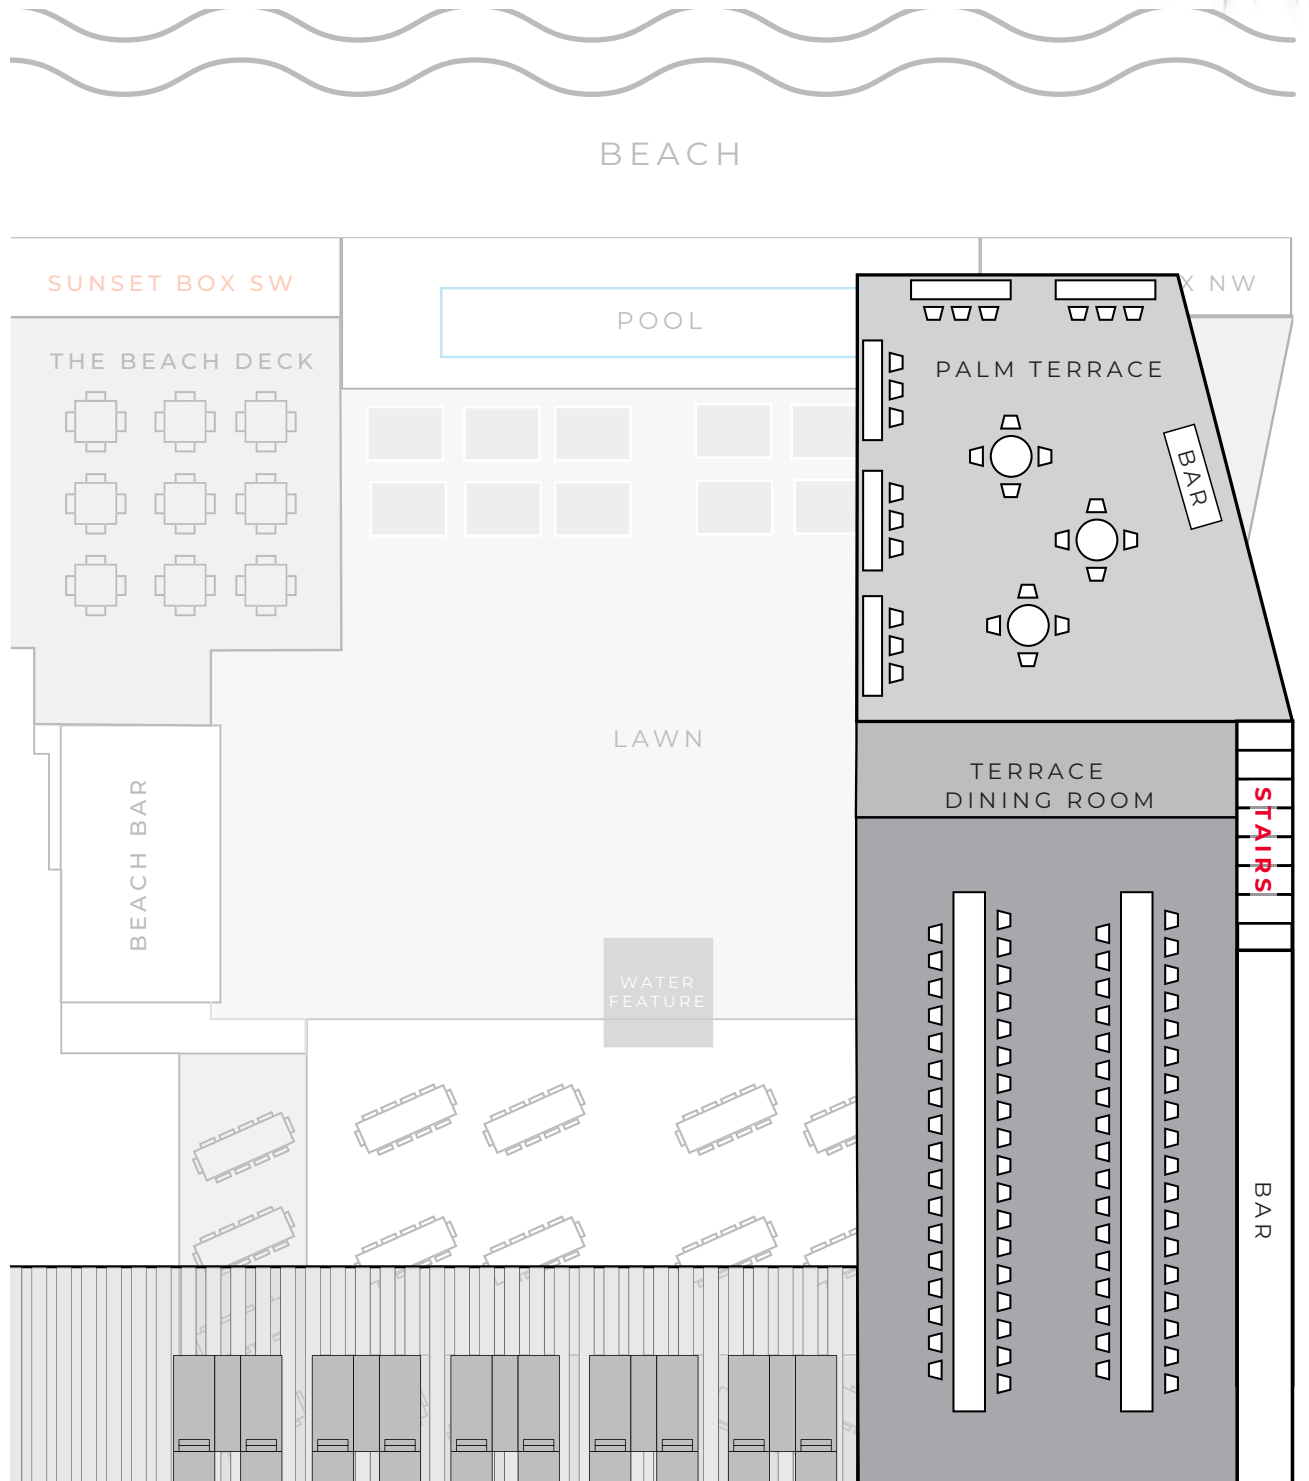 BEACH
SUNSET BOX SW
POOL
X NW
THE BEACH DECK
PALM TERRACE
BAR
LAWN
TERRACE
DINING ROOM
STAIRS
BEACH BAR
WATER
FEATURE
BAR